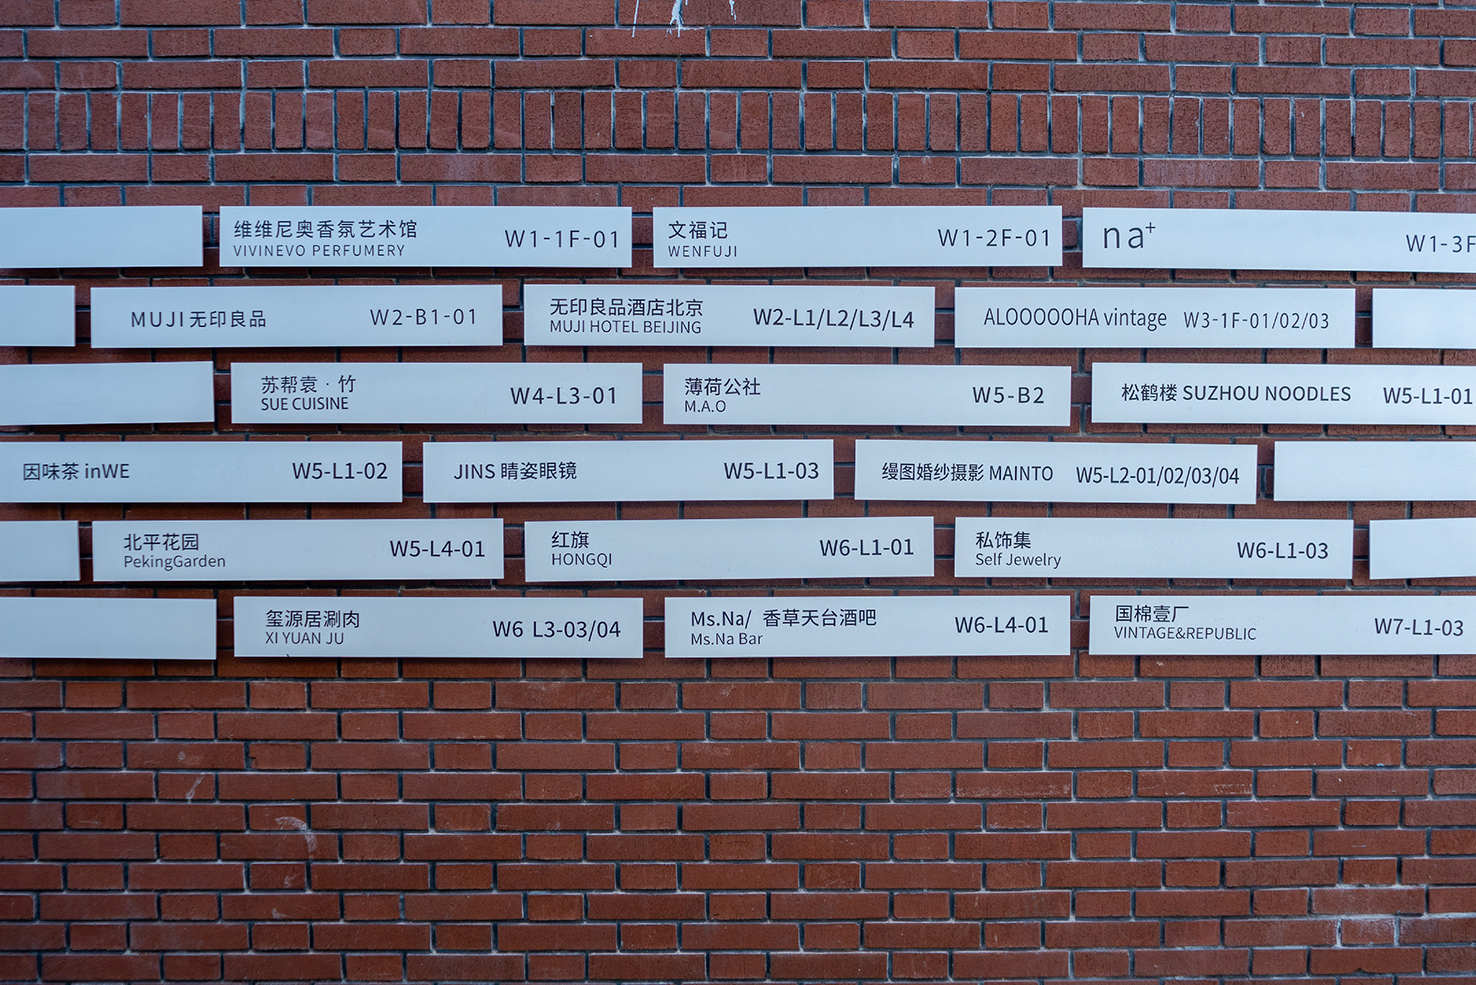 维维尼奥香氛艺术馆
VIVINEVO PERFUMERY
W1-1F-01
文福记
WENFUJI
W1-2F-01
na+
W1-3F
MUJI 无印良品
W2-B1-01
无印良品酒店北京
MUJI HOTEL BEIJING
W2-L1/L2/L3/L4
ALOOOOOHA vintage W3-1F-01/02/03
苏帮袁·竹
SUE CUISINE
W4-L3-01
薄荷公社
M.A.O
W5-B2
松鹤楼 SUZHOU NOODLES W5-L1-01
因味茶 inWE W5-L1-02
JINS 睛姿眼镜 W5-L1-03
缦图婚纱摄影 MAINTO W5-L2-01/02/03/04
北平花园
PekingGarden
W5-L4-01
红旗
HONGQI
W6-L1-01
私饰集
Self Jewelry
W6-L1-03
玺源居涮肉
XI YUAN JU
W6 L3-03/04
Ms.Na/ 香草天台酒吧
Ms.Na Bar
W6-L4-01
国棉壹厂
VINTAGE&REPUBLIC
W7-L1-03